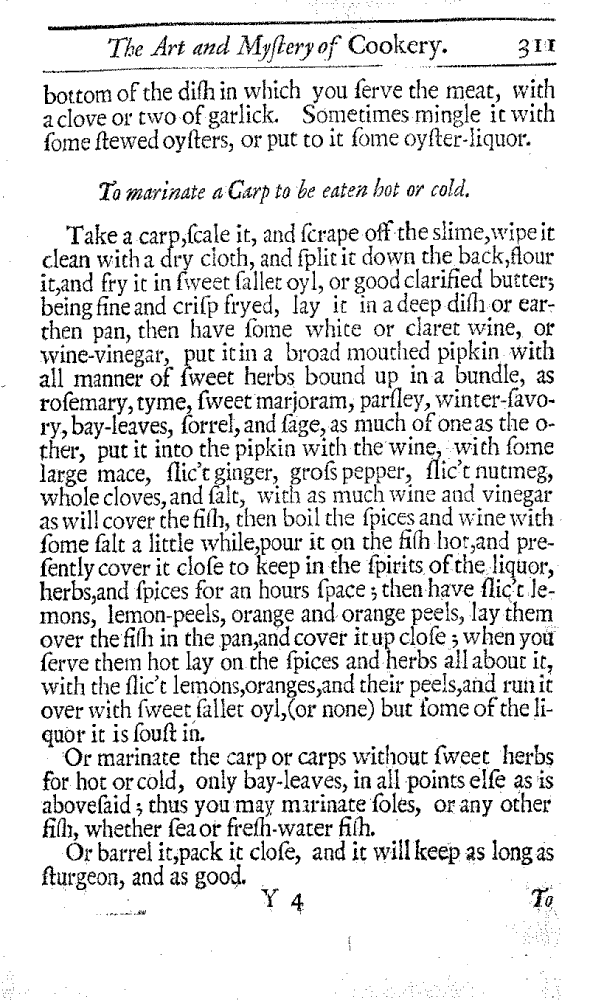 The Art and Myſtery of Cookery. 311
bottom of the diſh in which you ſerve the meat, with
a clove or two of garlick. Sometimes mingle it with
ſome ſtewed oyſters, or put to it ſome oyſter-liquor.
To marinate a Carp to be eaten hot or cold.
Take a carp,ſcale it, and ſcrape off the slime,wipe it
clean with a dry cloth, and ſplit it down the back,flour
it,and fry it in ſweet ſallet oyl, or good clarified butter;
being fine and criſp fryed, lay it in a deep diſh or ear-
then pan, then have ſome white or claret wine, or
wine-vinegar, put it in a broad mouthed pipkin with
all manner of ſweet herbs bound up in a bundle, as
roſemary, tyme, ſweet marjoram, parſley, winter-ſavo-
ry, bay-leaves, ſorrel, and ſage, as much of one as the o-
ther, put it into the pipkin with the wine, with ſome
large mace, ſlic't ginger, groſs pepper, ſlic't nutmeg,
whole cloves, and ſalt, with as much wine and vinegar
as will cover the fiſh, then boil the ſpices and wine with
ſome ſalt a little while,pour it on the fiſh hot,and pre-
ſently cover it cloſe to keep in the ſpirits of the liquor,
herbs,and ſpices for an hours ſpace ; then have ſlic't le-
mons, lemon-peels, orange and orange peels, lay them
over the fiſh in the pan,and cover it up cloſe ; when you
ſerve them hot lay on the ſpices and herbs all about it,
with the ſlic't lemons,oranges,and their peels,and run it
over with ſweet ſallet oyl,(or none) but ſome of the li-
quor it is ſouſt in.
Or marinate the carp or carps without ſweet herbs
for hot or cold, only bay-leaves, in all points elſe as is
aboveſaid ; thus you may marinate ſoles, or any other
fiſh, whether ſea or freſh-water fiſh.
Or barrel it,pack it cloſe, and it will keep as long as
ſturgeon, and as good.
Y 4 To